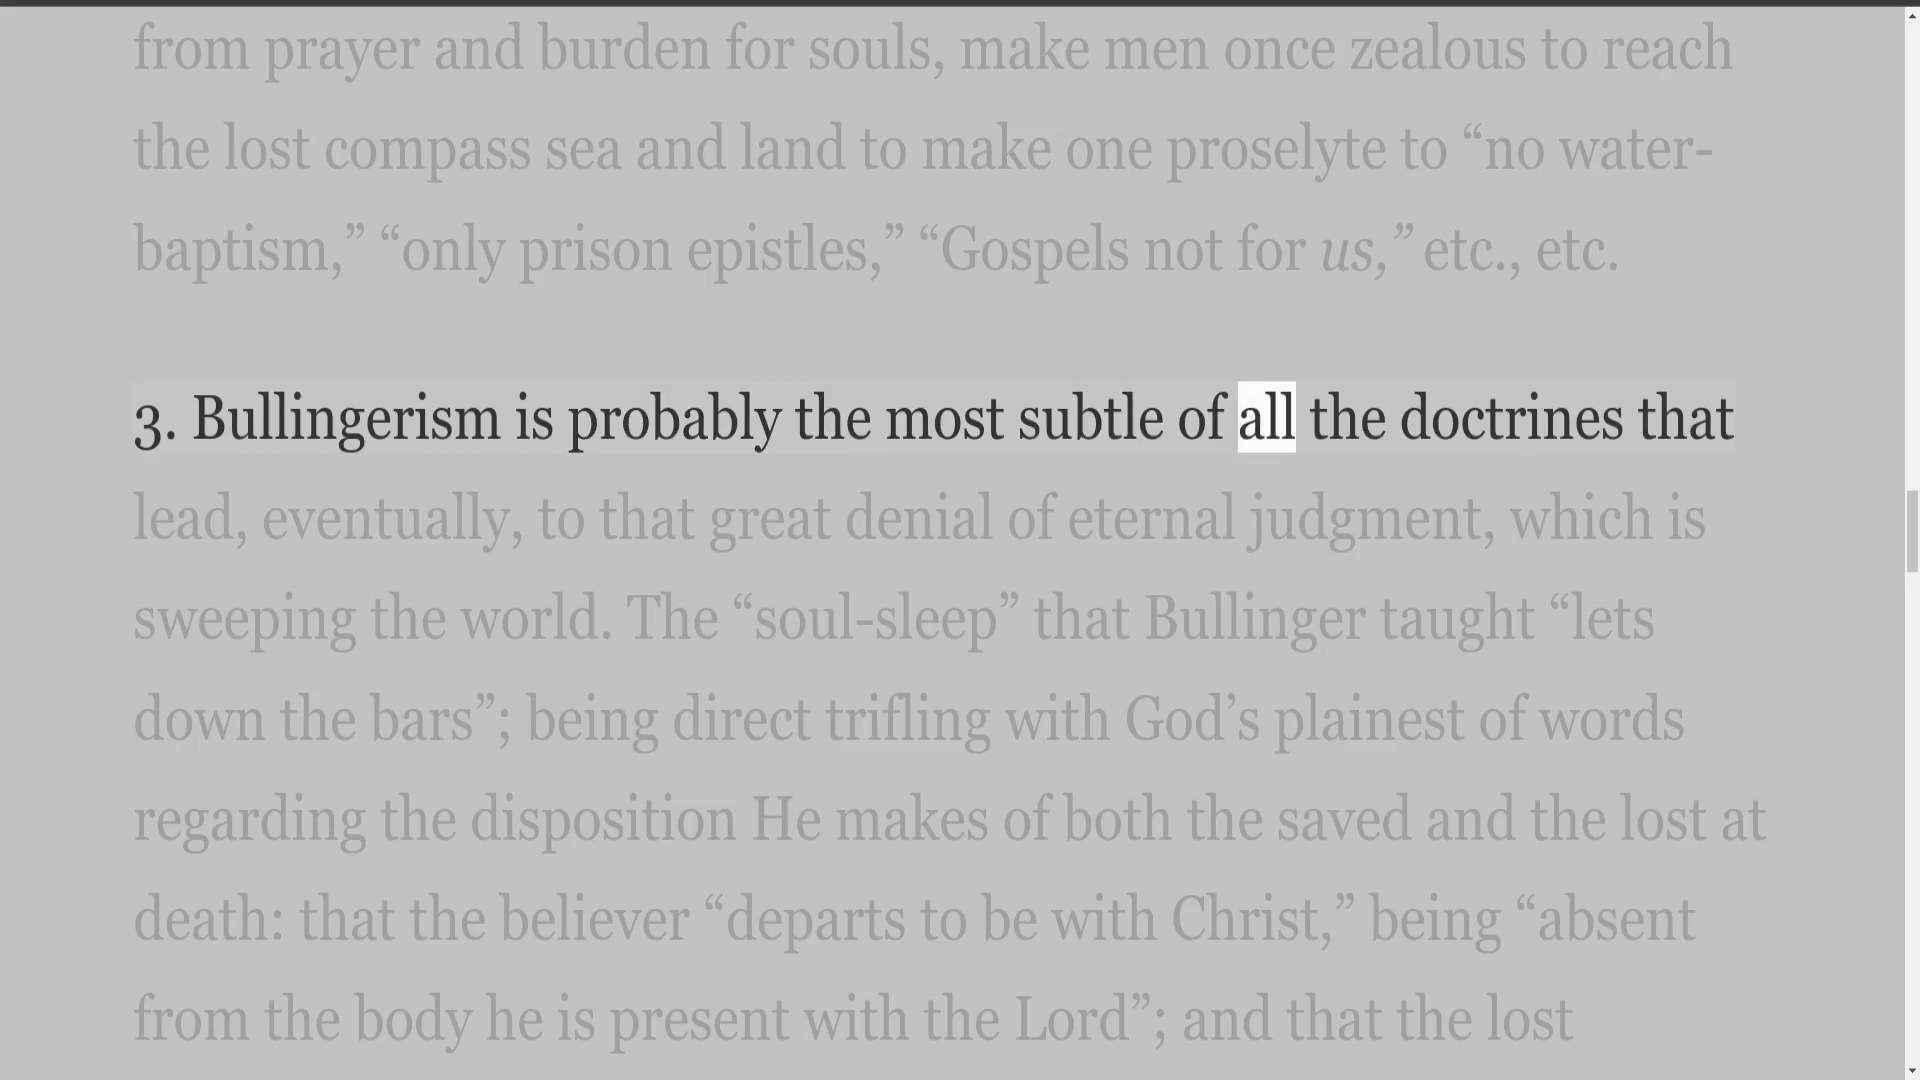 from prayer and burden for souls, make men once zealous to reach
the lost compass sea and land to make one proselyte to “no water-
baptism,” “only prison epistles,” “Gospels not for us,” etc., etc.
3. Bullingerism is probably the most subtle of all the doctrines that
lead, eventually, to that great denial of eternal judgment, which is
sweeping the world. The “soul-sleep” that Bullinger taught “lets
down the bars”; being direct trifling with God’s plainest of words
regarding the disposition He makes of both the saved and the lost at
death: that the believer “departs to be with Christ,” being “absent
from the body he is present with the Lord”; and that the lost